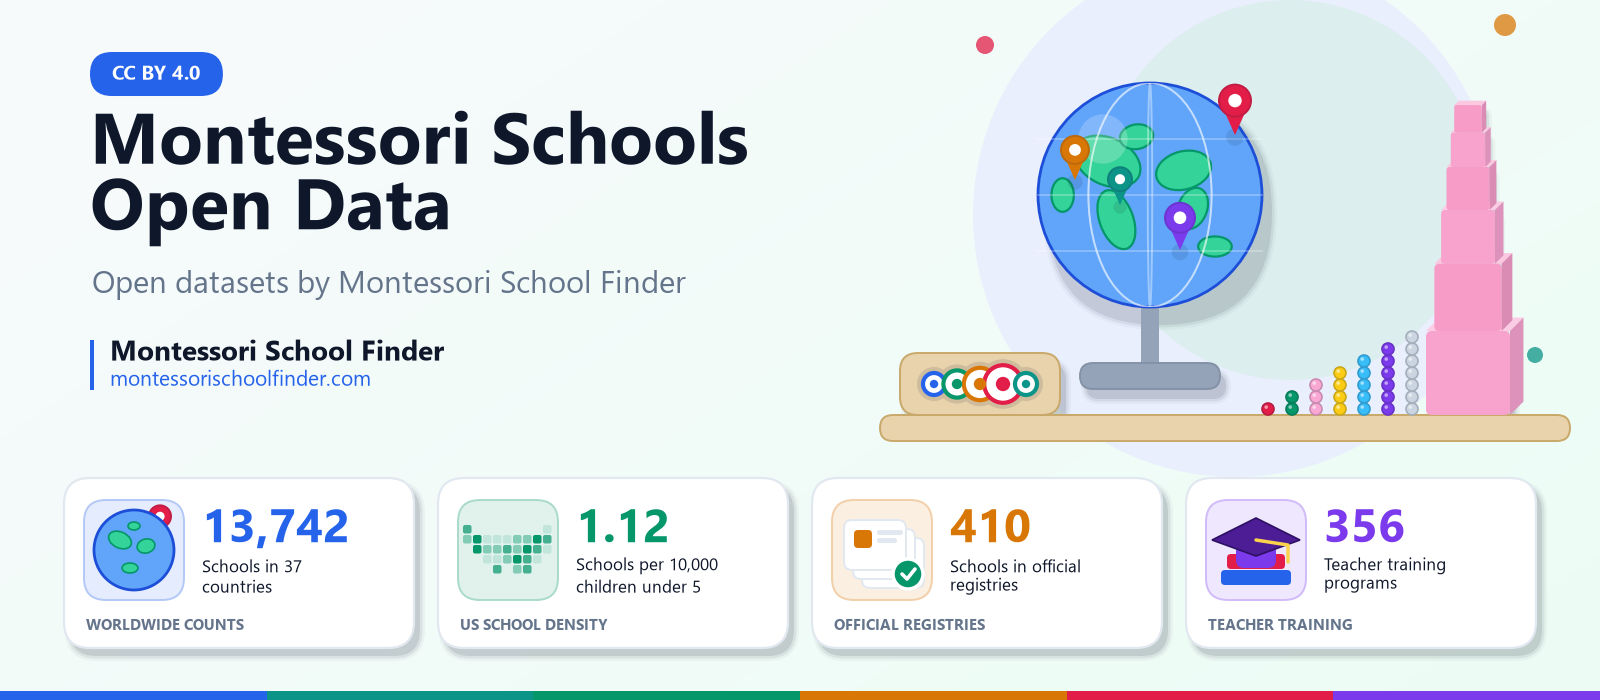 CC BY 4.0
Montessori Schools
Open Data
Open datasets by Montessori School Finder
Montessori School Finder
montessorischoolfinder.com
13,742
Schools in 37
countries
WORLDWIDE COUNTS
1.12
Schools per 10,000
children under 5
US SCHOOL DENSITY
410
Schools in official
registries
OFFICIAL REGISTRIES
356
Teacher training
programs
TEACHER TRAINING